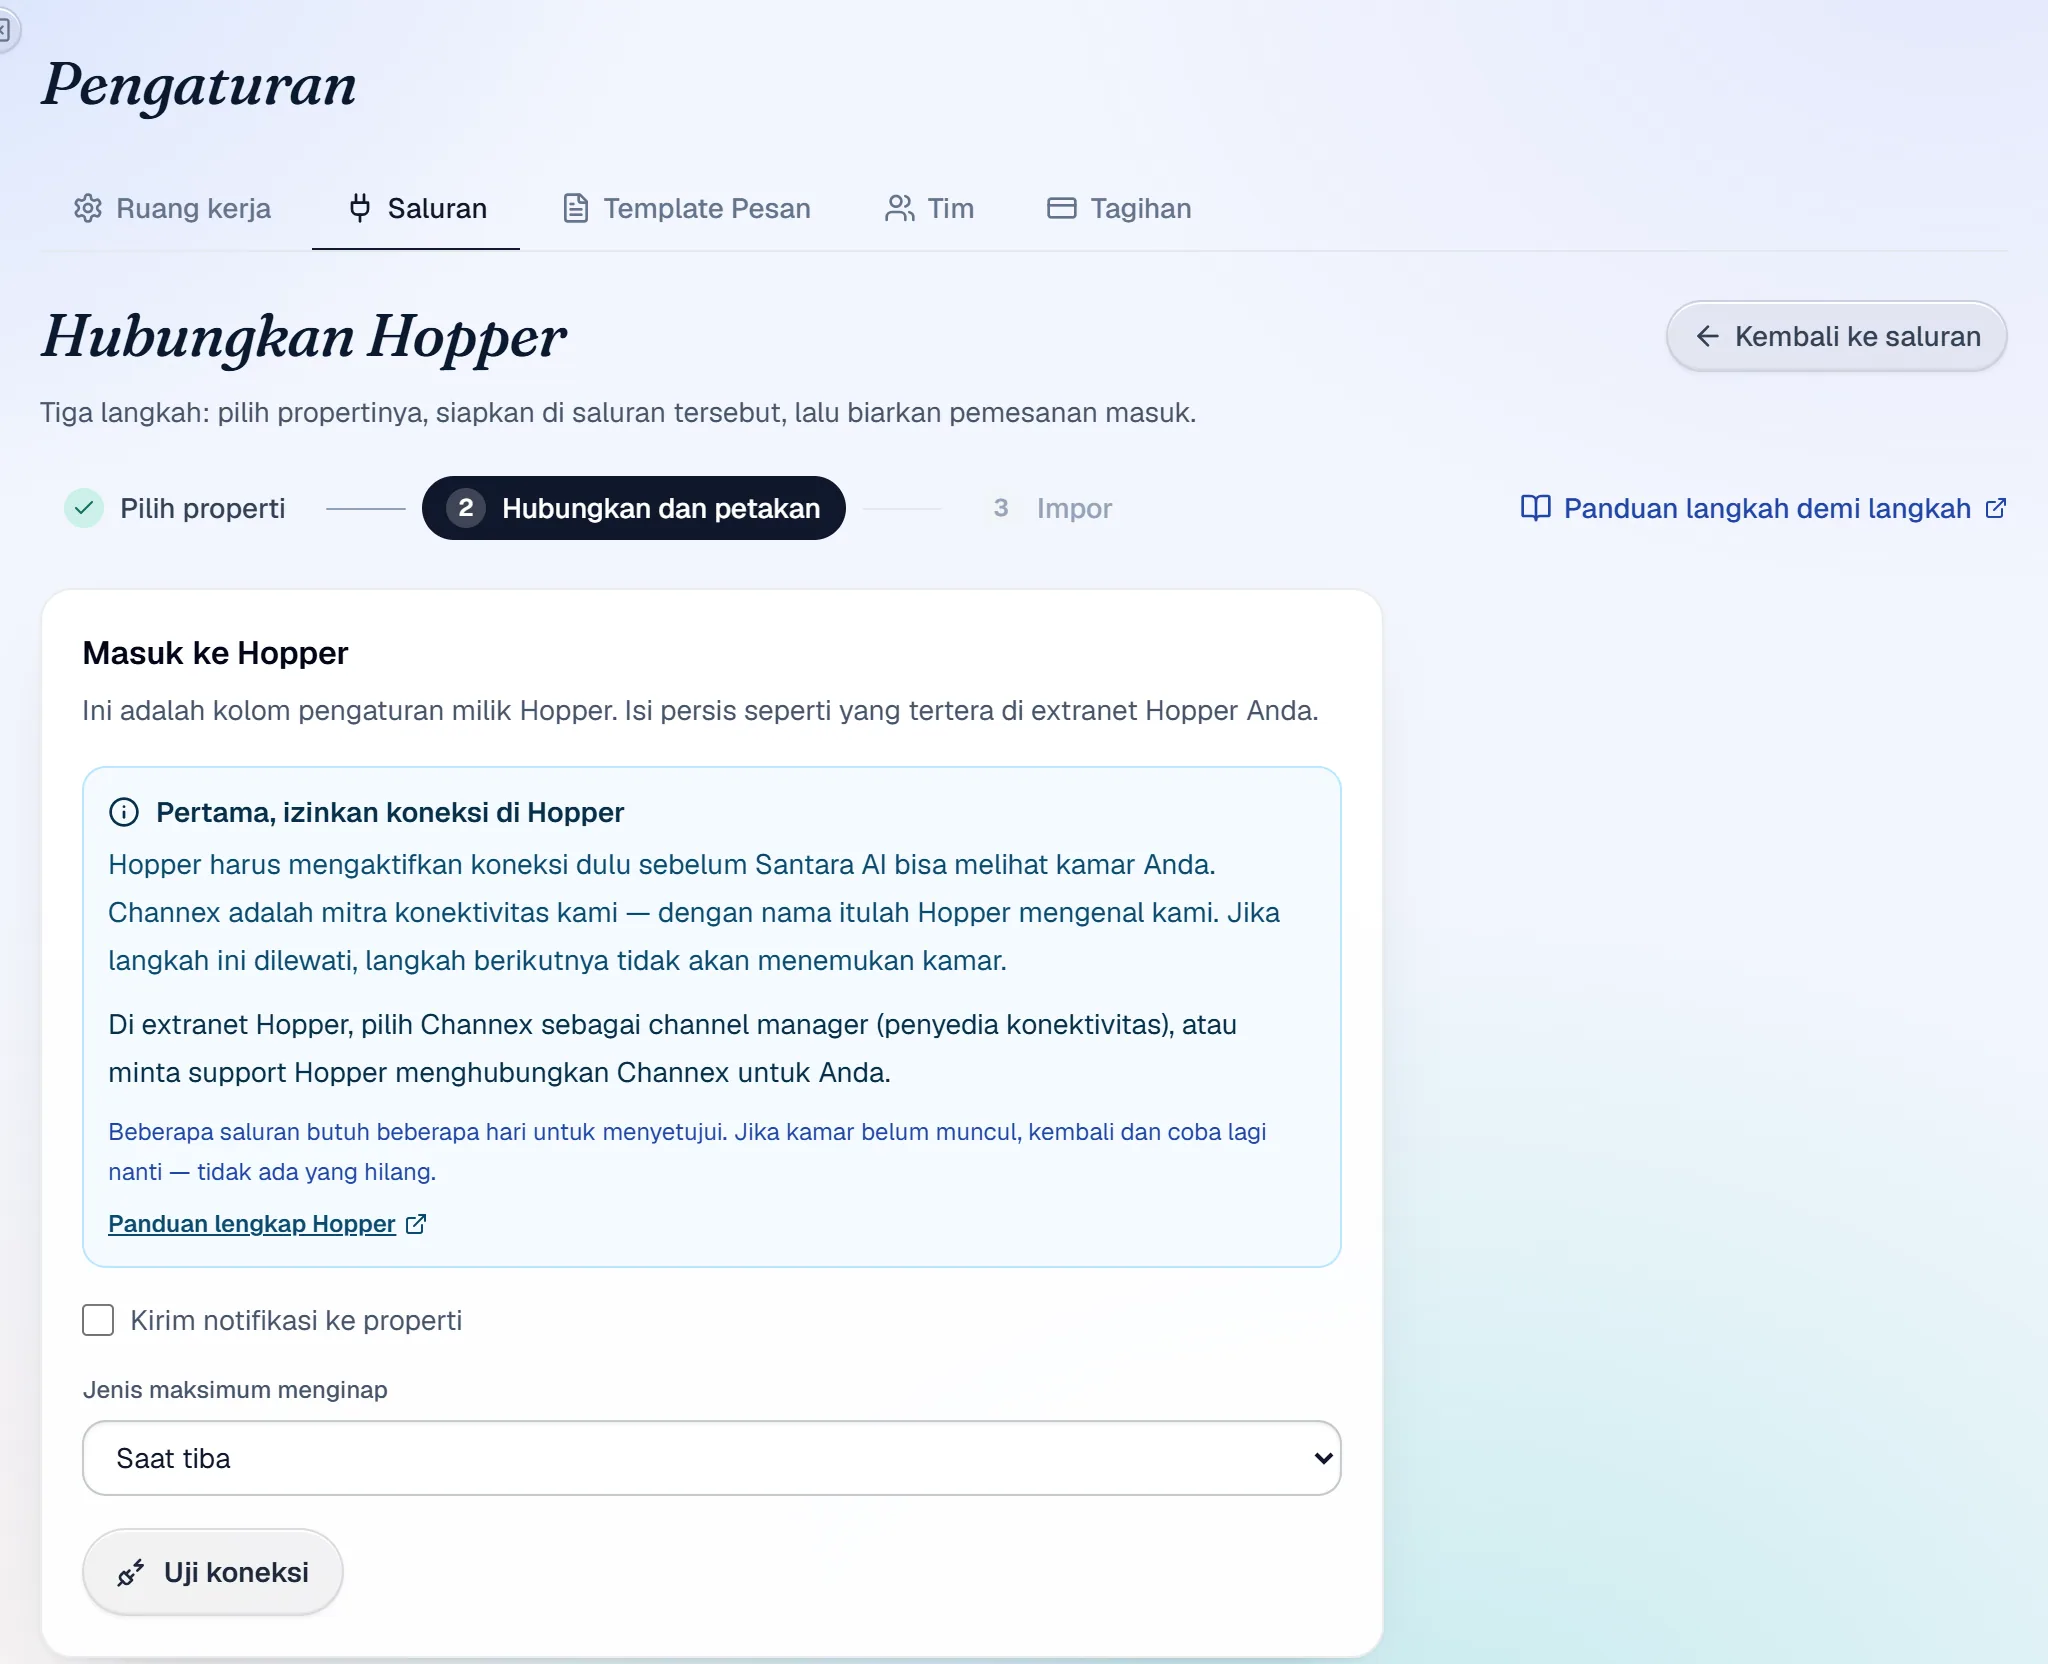 Pengaturan
Ruang kerja
Saluran
Template Pesan
Tim
Tagihan
Hubungkan Hopper
Kembali ke saluran
Tiga langkah: pilih propertinya, siapkan di saluran tersebut, lalu biarkan pemesanan masuk.
Pilih properti
2 Hubungkan dan petakan
3 Impor
Panduan langkah demi langkah
Masuk ke Hopper
Ini adalah kolom pengaturan milik Hopper. Isi persis seperti yang tertera di extranet Hopper Anda.
Pertama, izinkan koneksi di Hopper
Hopper harus mengaktifkan koneksi dulu sebelum Santara AI bisa melihat kamar Anda.
Channex adalah mitra konektivitas kami — dengan nama itulah Hopper mengenal kami. Jika
langkah ini dilewati, langkah berikutnya tidak akan menemukan kamar.
Di extranet Hopper, pilih Channex sebagai channel manager (penyedia konektivitas), atau
minta support Hopper menghubungkan Channex untuk Anda.
Beberapa saluran butuh beberapa hari untuk menyetujui. Jika kamar belum muncul, kembali dan coba lagi
nanti — tidak ada yang hilang.
Panduan lengkap Hopper
Kirim notifikasi ke properti
Jenis maksimum menginap
Saat tiba
Uji koneksi